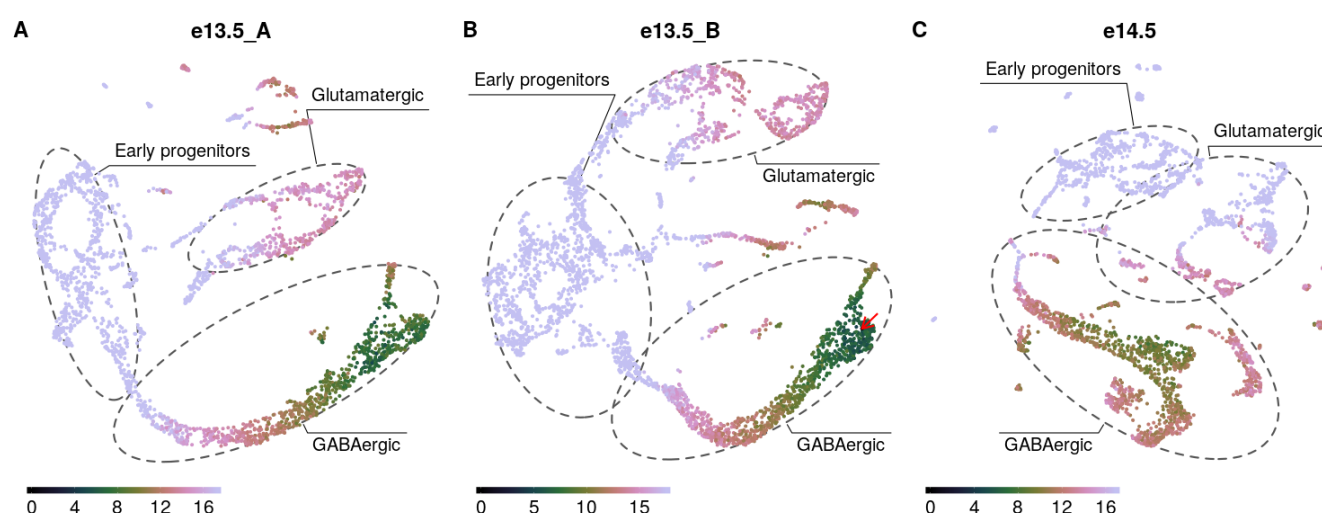 A
e13.5_A
Glutamatergic
Early progenitors
GABAergic
0 4 8 12 16
B
e13.5_B
Early progenitors
Glutamatergic
GABAergic
0 5 10 15
C
e14.5
Early progenitors
Glutamatergic
GABAergic
0 4 8 12 16